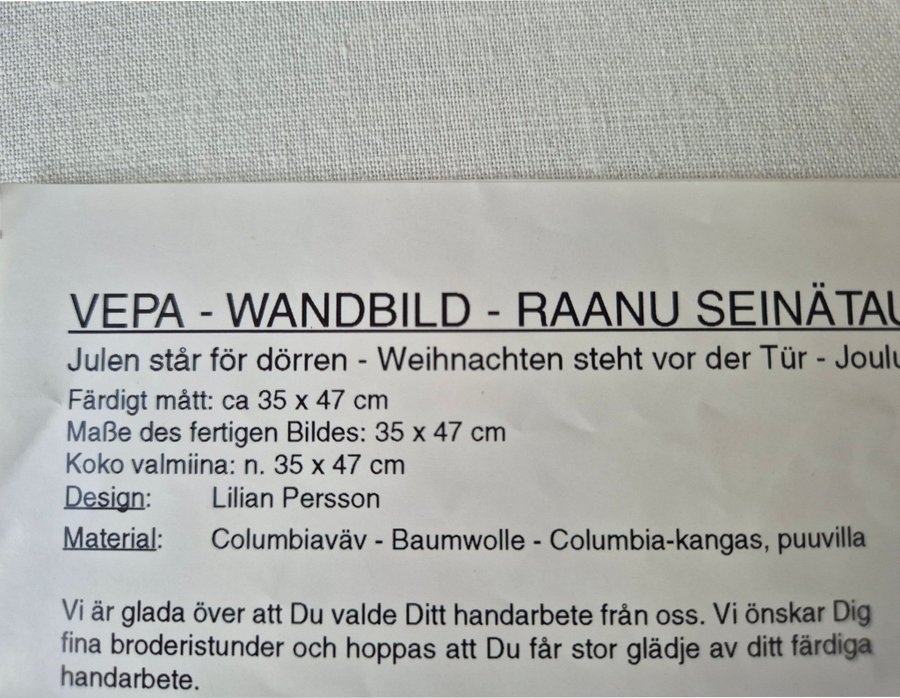 VEPA - WANDBILD - RAANU
Julen står för dörren - Weihnachten steht vor der Tür -
Färdigt mått: ca 35 x 47 cm
Maße des fertigen Bildes: 35 x 47 cm
Koko valmiina: n. 35 x 47 cm
Design: Lilian Persson
Material: Columbiaväv - Baumwolle - Columbia-kangas, puuvilla
Vi är glada över att Du valde Ditt handarbete från oss. Vi önskar Dig
fina broderistunder och hoppas att Du får stor glädje av ditt färdiga
handarbete.